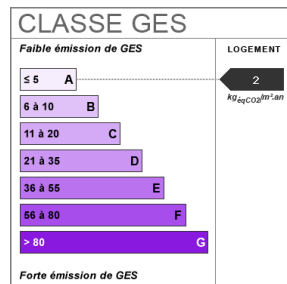 CLASSE GES
Faible émission de GES
LOGEMENT
≤ 5 A
2
kgéqCO2/m².an
6 à 10 B
11 à 20 C
21 à 35 D
36 à 55 E
56 à 80 F
> 80 G
Forte émission de GES